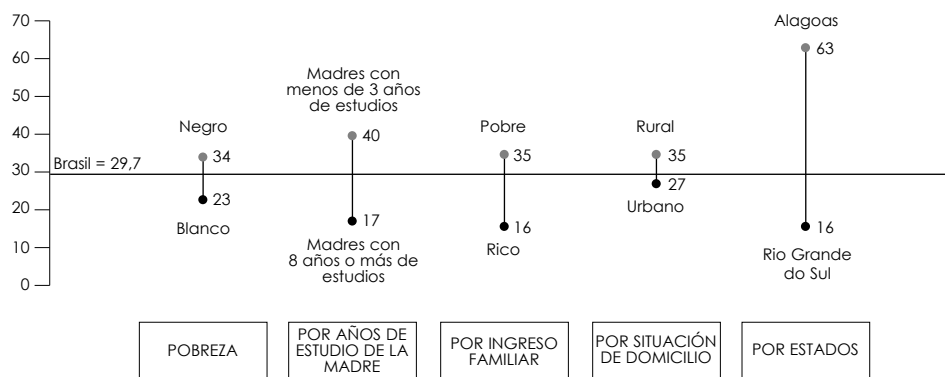 70
60
50
40
30
20
10
0
Brasil = 29,7
Negro
34
23
Blanco
Madres con
menos de 3 años
de estudios
40
17
Madres con
8 años o más de
estudios
Pobre
35
16
Rico
Rural
35
27
Urbano
Alagoas
63
16
Rio Grande
do Sul
POBREZA
POR AÑOS DE
ESTUDIO DE LA
MADRE
POR INGRESO
FAMILIAR
POR SITUACIÓN
DE DOMICILIO
POR ESTADOS